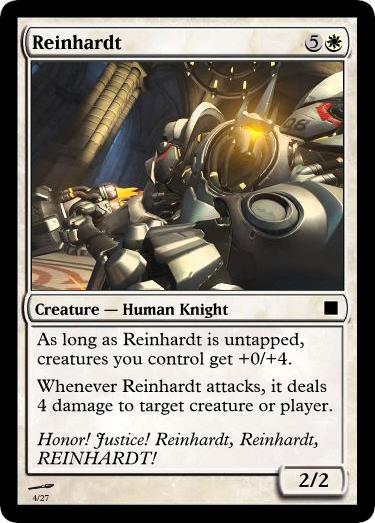 Reinhardt 5
Creature — Human Knight
As long as Reinhardt is untapped,
creatures you control get +0/+4.
Whenever Reinhardt attacks, it deals
4 damage to target creature or player.
Honor! Justice! Reinhardt, Reinhardt,
REINHARDT!
2/2
4/27